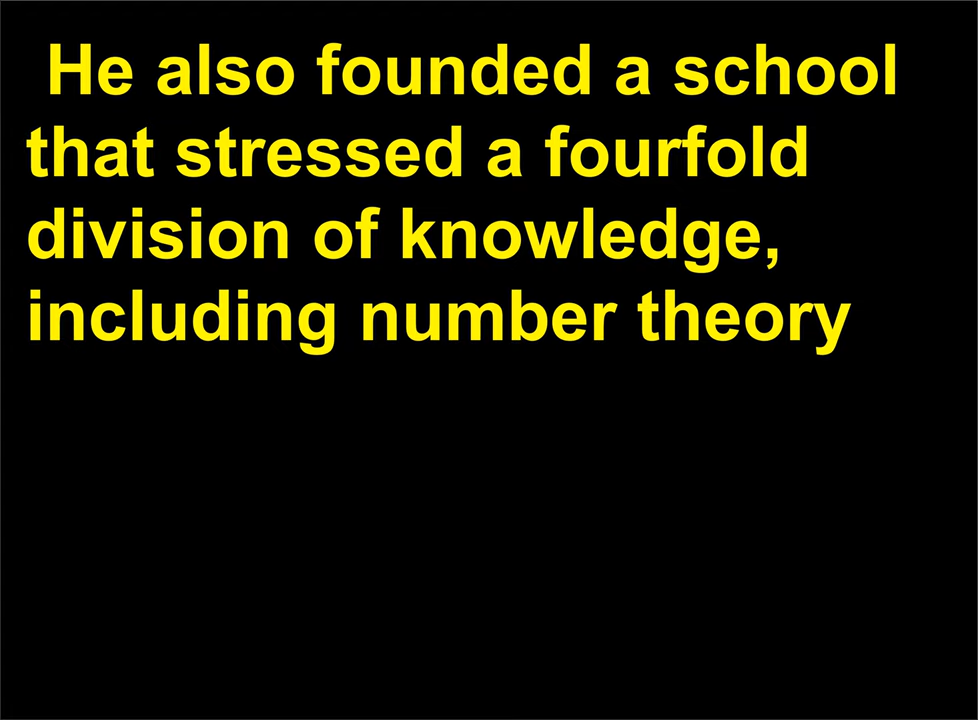 He also founded a school
that stressed a fourfold
division of knowledge,
including number theory